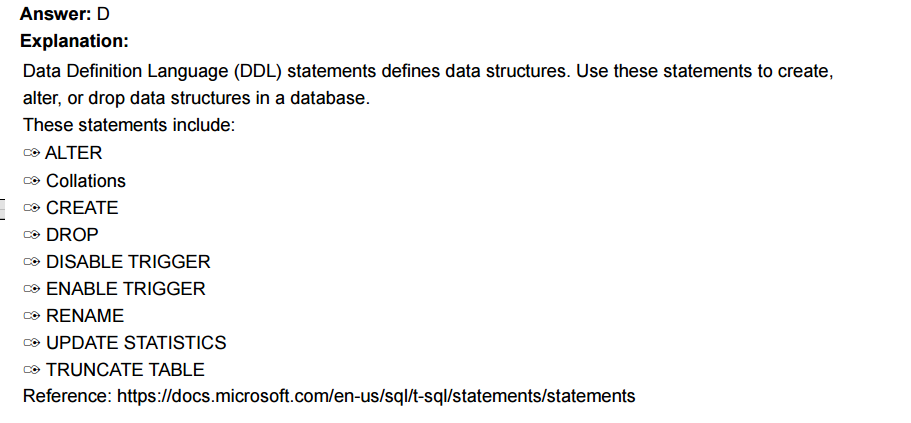 Answer: D
Explanation:
Data Definition Language (DDL) statements defines data structures. Use these statements to create,
alter, or drop data structures in a database.
These statements include:
ALTER
Collations
CREATE
DROP
DISABLE TRIGGER
ENABLE TRIGGER
RENAME
UPDATE STATISTICS
TRUNCATE TABLE
Reference: https://docs.microsoft.com/en-us/sql/t-sql/statements/statements